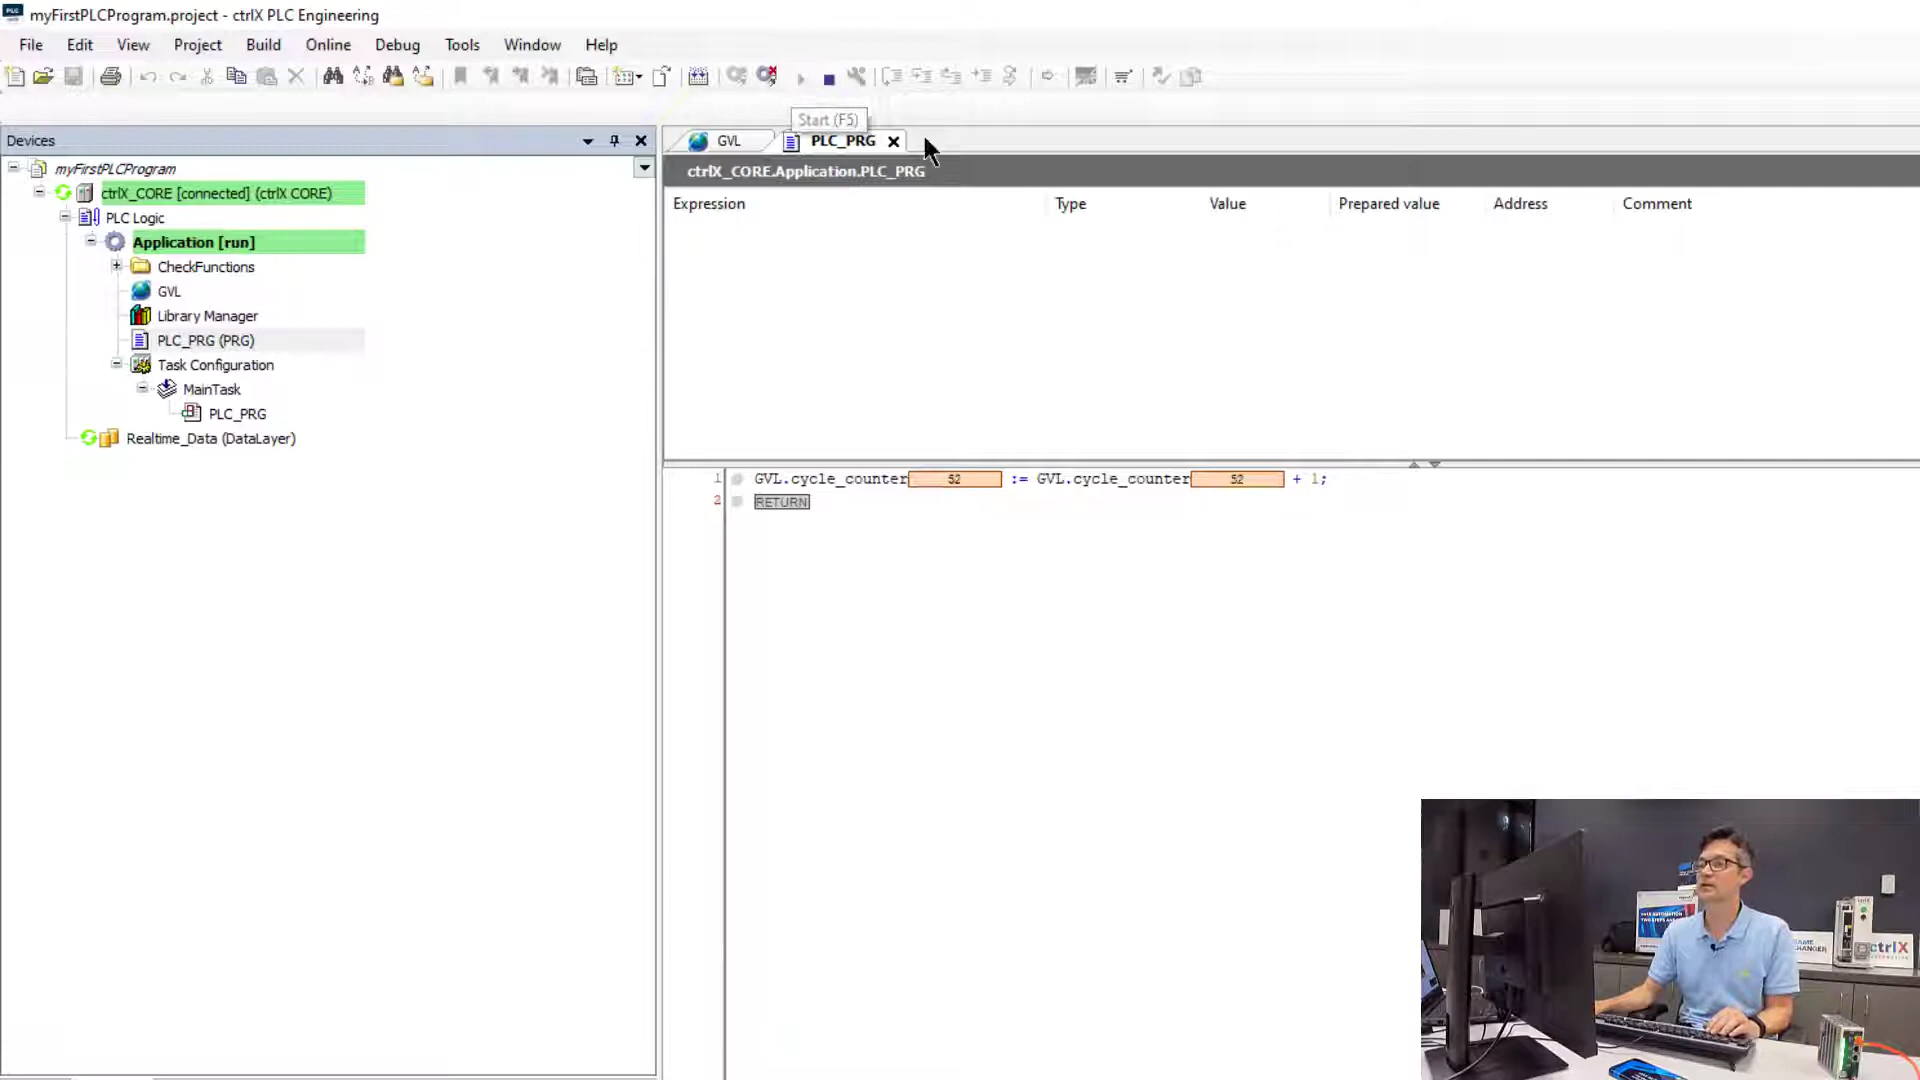 myFirstPLCProgram.project - ctrlX PLC Engineering
File Edit View Project Build Online Debug Tools Window Help
Start (F5)
Devices
GVL
PLC_PRG
myFirstPLCProgram
ctrlX_CORE.Application.PLC_PRG
ctrlX_CORE [connected] (ctrlX CORE)
Expression Type Value Prepared value Address Comment
PLC Logic
Application [run]
CheckFunctions
GVL
Library Manager
PLC_PRG (PRG)
Task Configuration
MainTask
PLC_PRG
Realtime_Data (DataLayer)
1 GVL.cycle_counter 52 := GVL.cycle_counter 52 + 1;
2 RETURN
ctrlX